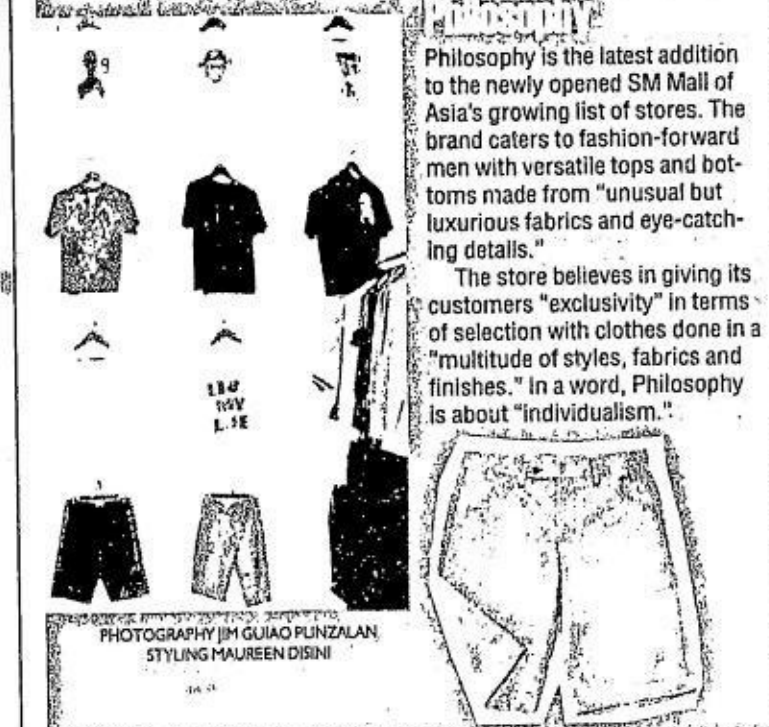 Philosophy
Philosophy is the latest addition
to the newly opened SM Mall of
Asia's growing list of stores. The
brand caters to fashion-forward
men with versatile tops and bot-
toms made from "unusual but
luxurious fabrics and eye-catch-
ing details."
The store believes in giving its
customers "exclusivity" in terms
of selection with clothes done in a
"multitude of styles, fabrics and
finishes." In a word, Philosophy
is about "individualism."
PHOTOGRAPHY JIM GUIAO PUNZALAN
STYLING MAUREEN DISINI